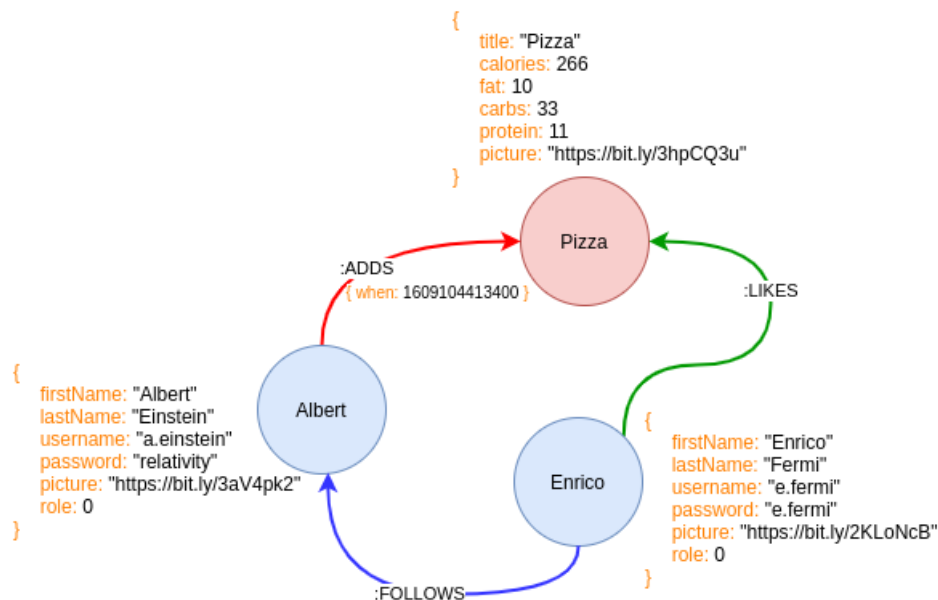 {
title: "Pizza"
calories: 266
fat: 10
carbs: 33
protein: 11
picture: "https://bit.ly/3hpCQ3u"
}
Pizza
:ADDS
{ when: 1609104413400 }
:LIKES
{
firstName: "Albert"
lastName: "Einstein"
username: "a.einstein"
password: "relativity"
picture: "https://bit.ly/3aV4pk2"
role: 0
}
Albert
Enrico
{
firstName: "Enrico"
lastName: "Fermi"
username: "e.fermi"
password: "e.fermi"
picture: "https://bit.ly/2KLoNcB"
role: 0
}
:FOLLOWS